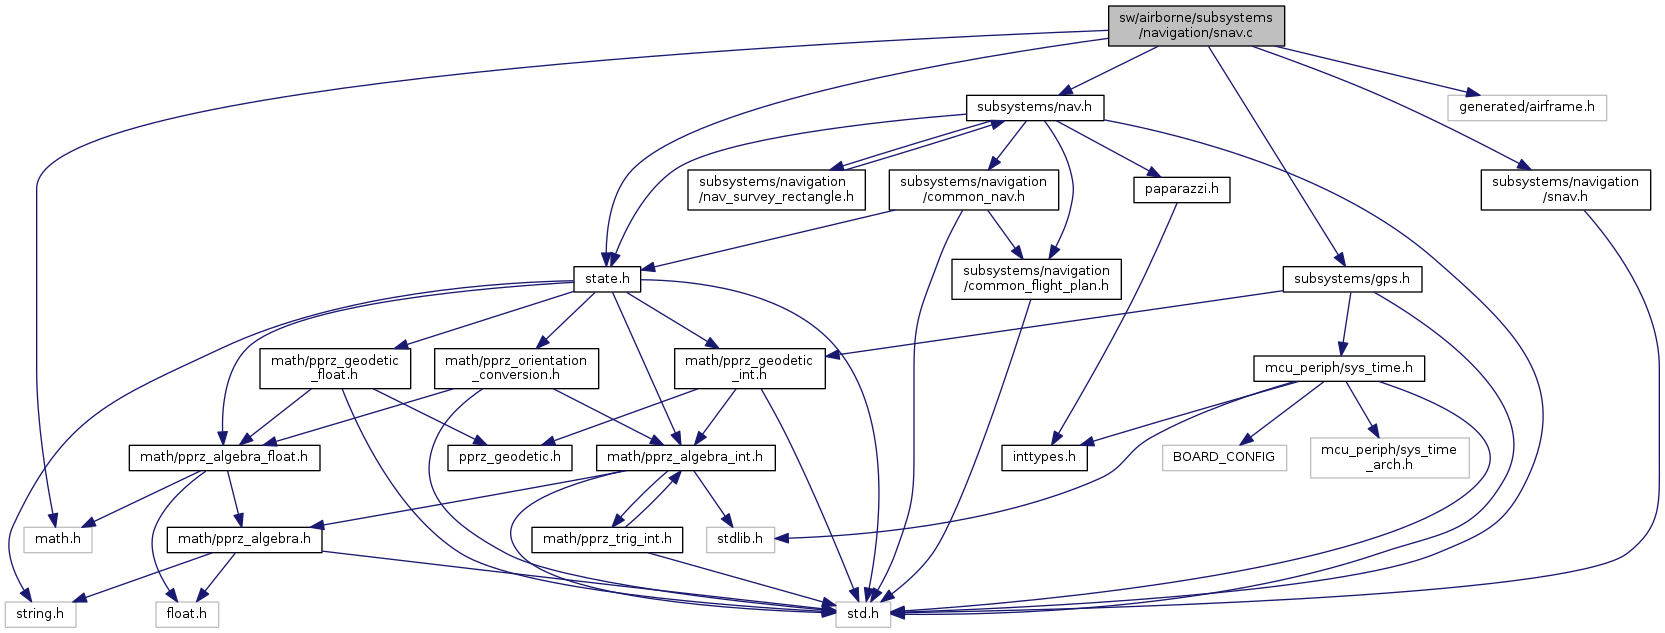 sw/airborne/subsystems
/navigation/snav.c
subsystems/nav.h
generated/airframe.h
subsystems/navigation
/nav_survey_rectangle.h
subsystems/navigation
/common_nav.h
paparazzi.h
subsystems/navigation
/snav.h
state.h
subsystems/navigation
/common_flight_plan.h
subsystems/gps.h
math/pprz_geodetic
_float.h
math/pprz_orientation
_conversion.h
math/pprz_geodetic
_int.h
mcu_periph/sys_time.h
math/pprz_algebra_float.h
pprz_geodetic.h
math/pprz_algebra_int.h
inttypes.h
BOARD_CONFIG
mcu_periph/sys_time
_arch.h
math.h
math/pprz_algebra.h
math/pprz_trig_int.h
stdlib.h
string.h
float.h
std.h